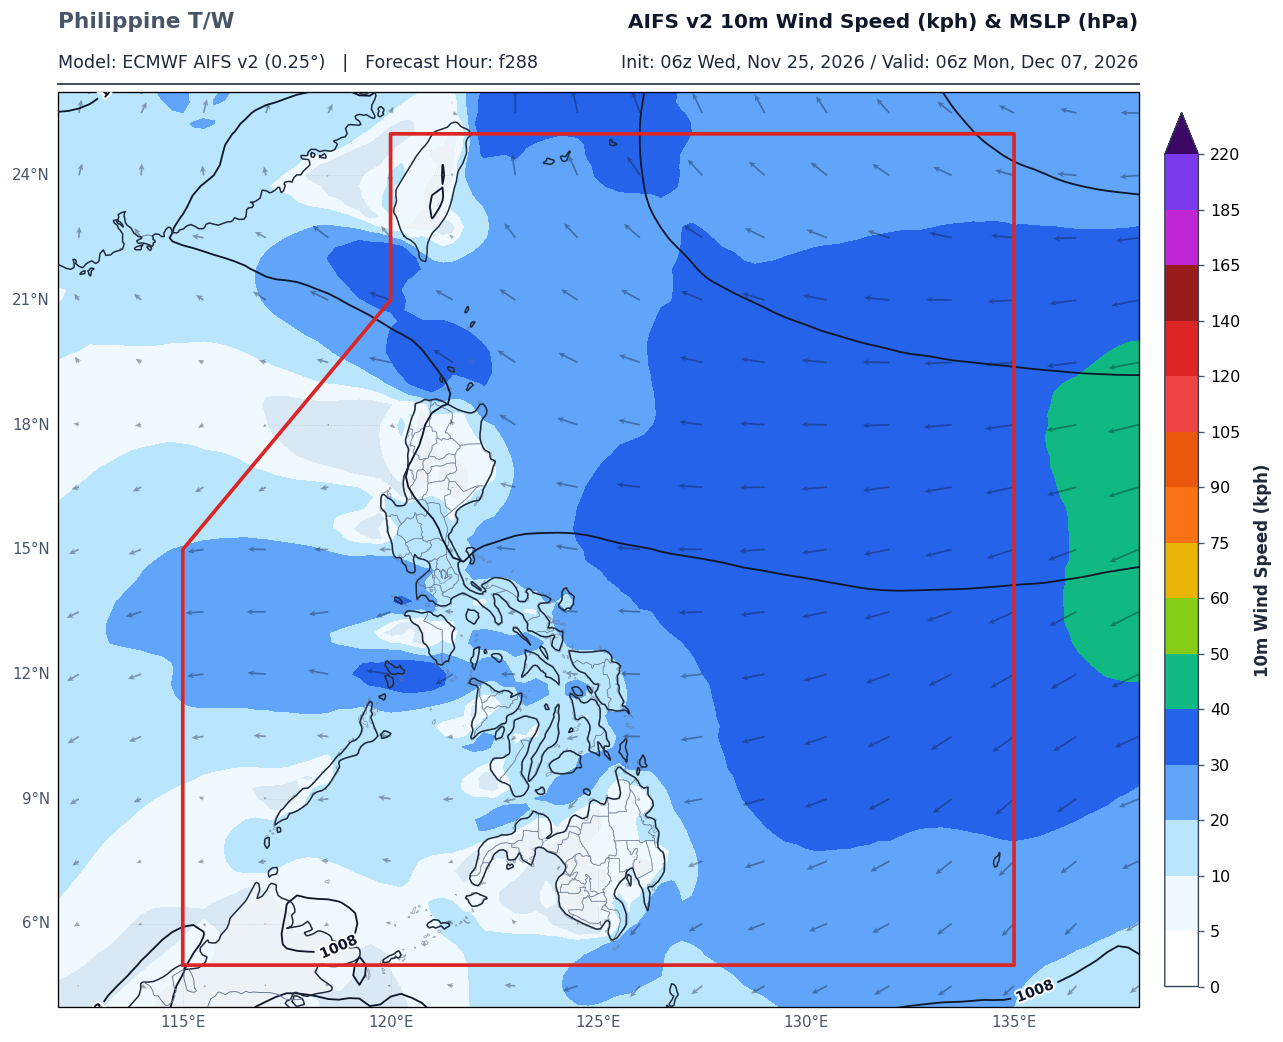 Philippine T/W
AIFS v2 10m Wind Speed (kph) & MSLP (hPa)
Model: ECMWF AIFS v2 (0.25°) | Forecast Hour: f288
Init: 06z Wed, Nov 25, 2026 / Valid: 06z Mon, Dec 07, 2026
24°N
21°N
18°N
15°N
12°N
9°N
6°N
115°E
120°E
125°E
130°E
135°E
1008
1008
220
185
165
140
120
105
90
75
60
50
40
30
20
10
5
0
10m Wind Speed (kph)